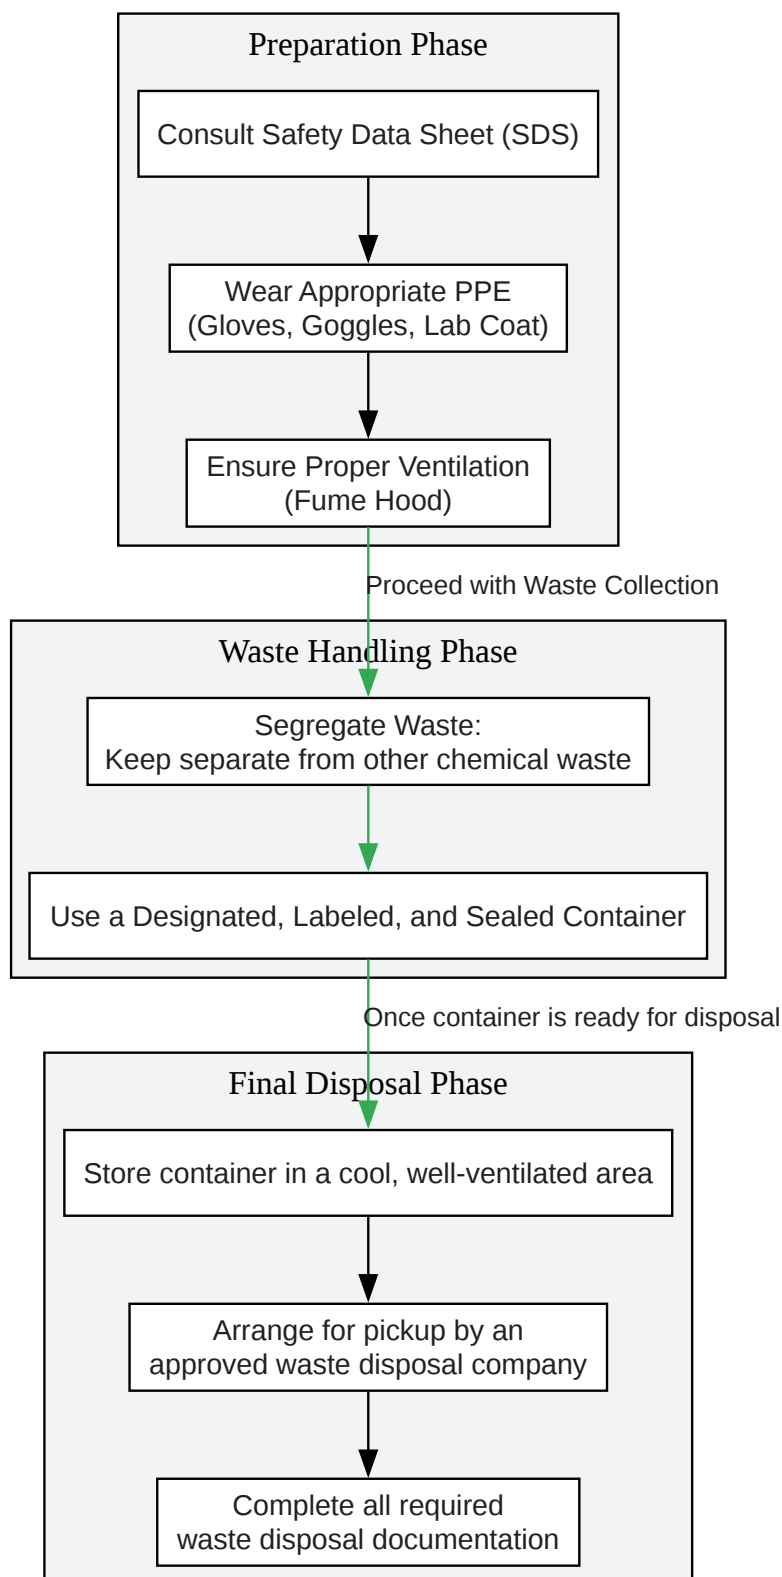 Preparation Phase
Consult Safety Data Sheet (SDS)
Wear Appropriate PPE
(Gloves, Goggles, Lab Coat)
Ensure Proper Ventilation
(Fume Hood)
Proceed with Waste Collection
Waste Handling Phase
Segregate Waste:
Keep separate from other chemical waste
Use a Designated, Labeled, and Sealed Container
Once container is ready for disposal
Final Disposal Phase
Store container in a cool, well-ventilated area
Arrange for pickup by an
approved waste disposal company
Complete all required
waste disposal documentation